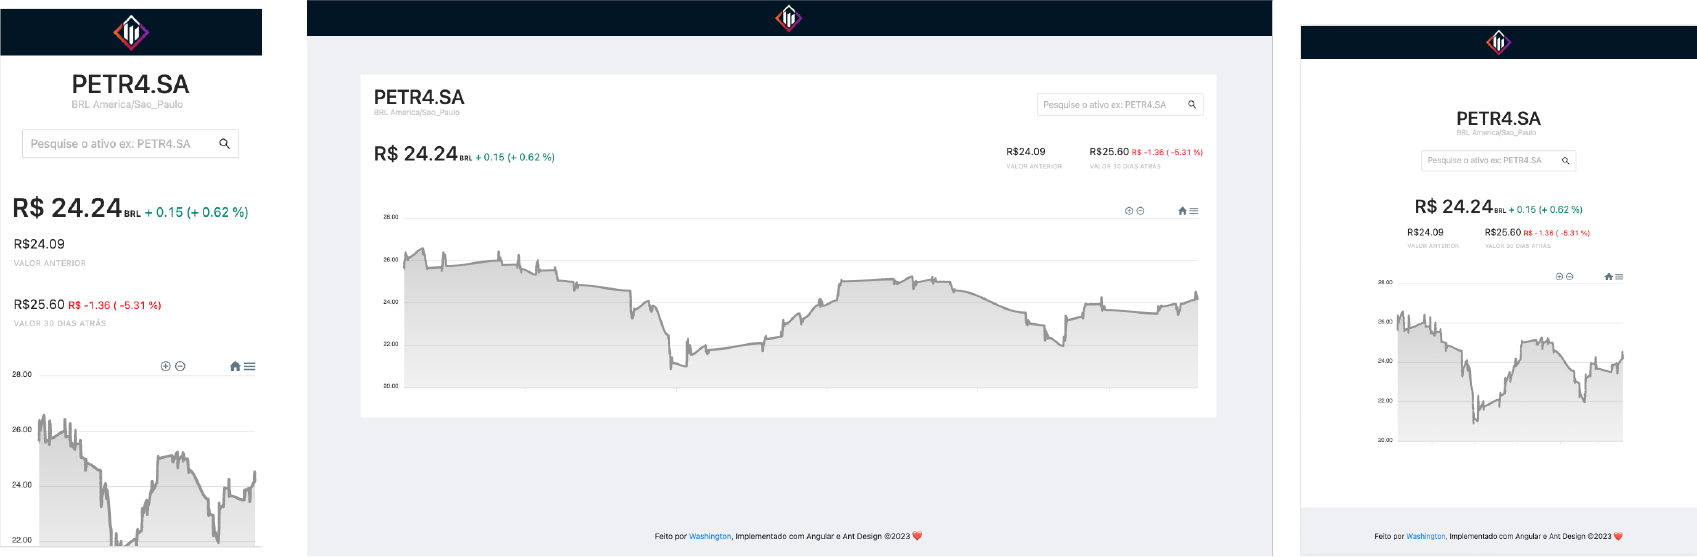 PETR4.SA
BRL America/Sao_Paulo
Pesquise o ativo ex: PETR4.SA
R$ 24.24 BRL + 0.15 (+ 0.62 %)
R$24.09
VALOR ANTERIOR
R$25.60 R$ -1.36 ( -5.31 %)
VALOR 30 DIAS ATRÁS
28.00
26.00
24.00
22.00
PETR4.SA
BRL America/Sao_Paulo
Pesquise o ativo ex: PETR4.SA
R$ 24.24 BRL + 0.15 (+ 0.62 %)
R$24.09
VALOR ANTERIOR
R$25.60 R$ -1.36 ( -5.31 %)
VALOR 30 DIAS ATRÁS
28.00
26.00
24.00
22.00
20.00
Feito por Washington, Implementado com Angular e Ant Design ©2023 ❤️
PETR4.SA
BRL America/Sao_Paulo
Pesquise o ativo ex: PETR4.SA
R$ 24.24 BRL + 0.15 (+ 0.62 %)
R$24.09
VALOR ANTERIOR
R$25.60 R$ -1.36 ( -5.31 %)
VALOR 30 DIAS ATRÁS
28.00
26.00
24.00
22.00
20.00
Feito por Washington, Implementado com Angular e Ant Design ©2023 ❤️